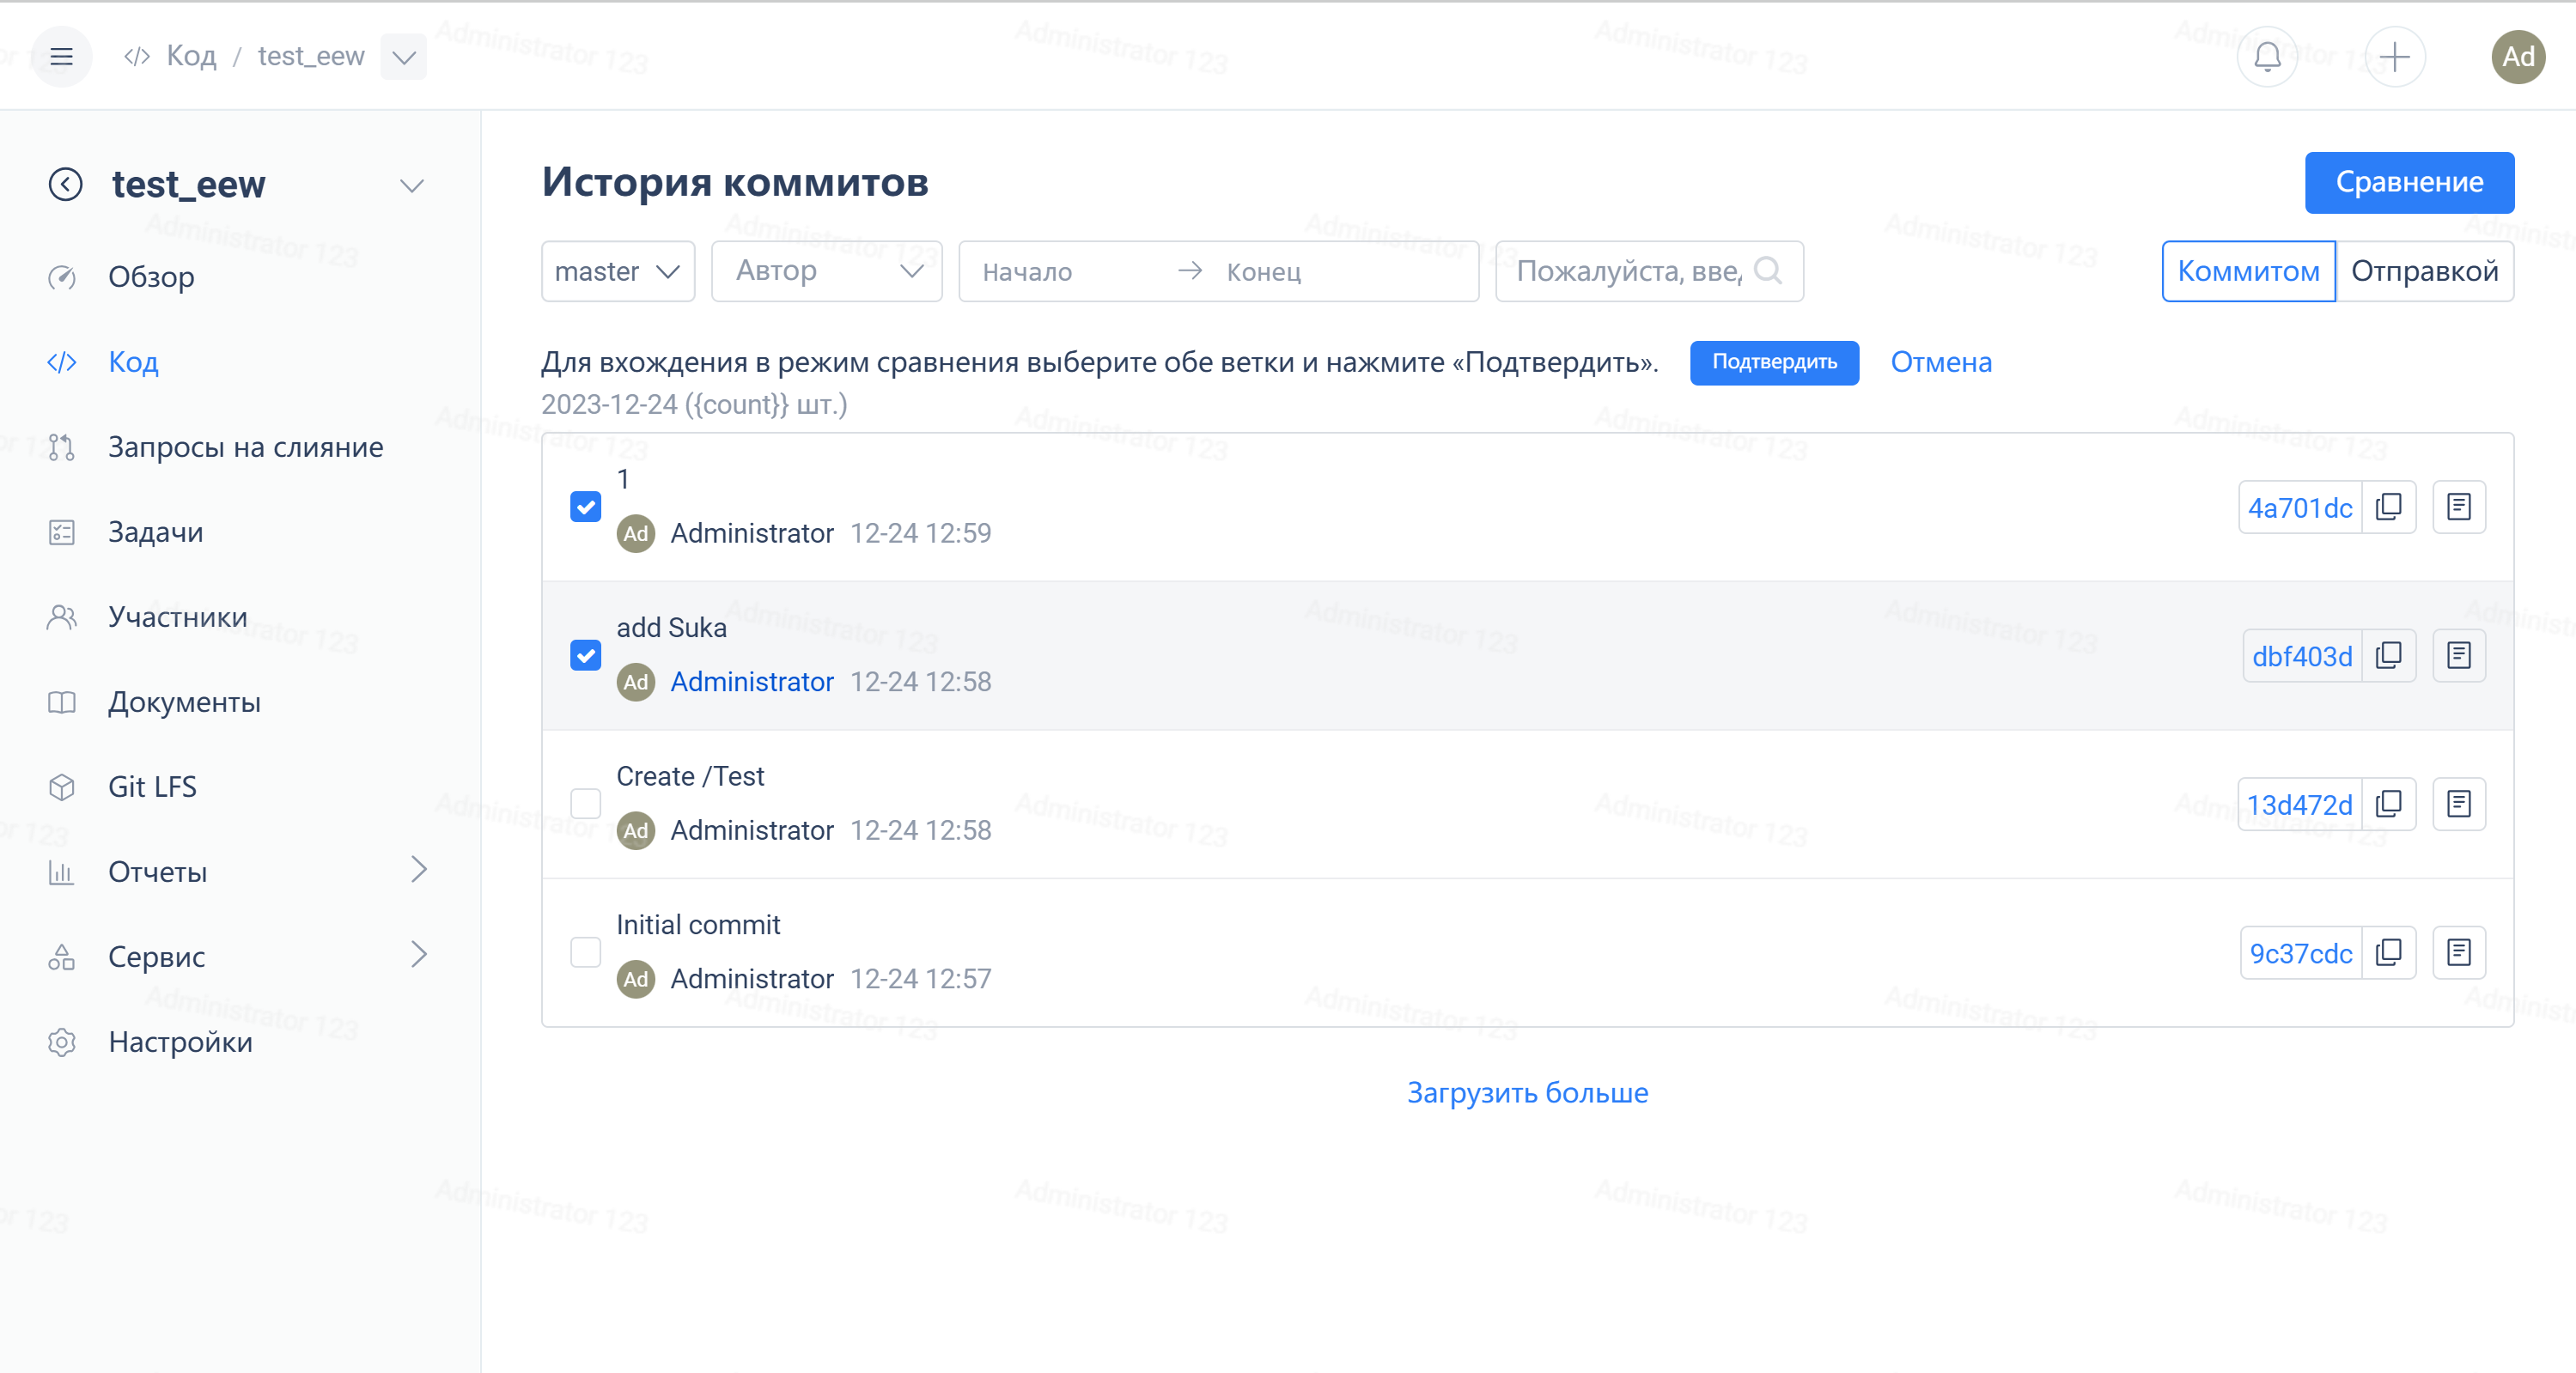 Код / test_eew
Ad
test_eew
Обзор
Код
Запросы на слияние
Задачи
Участники
Документы
Git LFS
Отчеты
Сервис
Настройки
История коммитов
Сравнение
master
Автор
Начало
Конец
Пожалуйста, вве
Коммитом
Отправкой
Для вхождения в режим сравнения выберите обе ветки и нажмите «Подтвердить».
Подтвердить
Отмена
2023-12-24 ({count}} шт.)
1
Ad Administrator 12-24 12:59
4a701dc
add Suka
Ad Administrator 12-24 12:58
dbf403d
Create /Test
Ad Administrator 12-24 12:58
13d472d
Initial commit
Ad Administrator 12-24 12:57
9c37cdc
Загрузить больше
Administrator 123